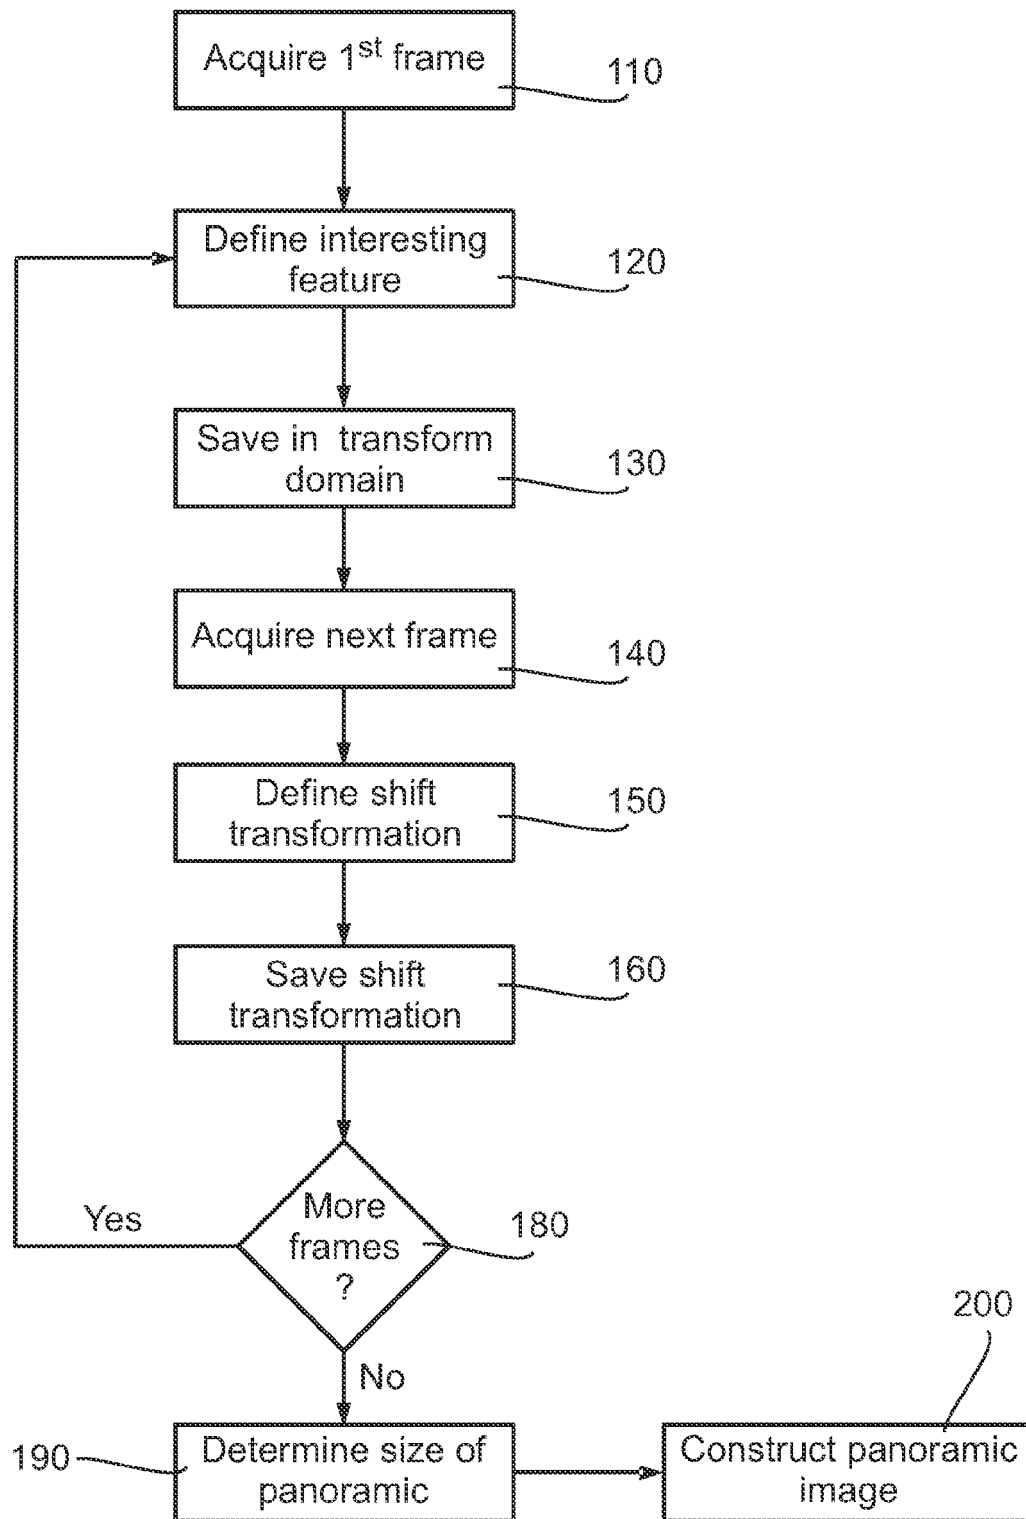 Acquire 1st frame
110
Define interesting
feature
120
Save in transform
domain
130
Acquire next frame
140
Define shift
transformation
150
Save shift
transformation
160
More
frames
?
180
Yes
No
190
Determine size of
panoramic
200
Construct panoramic
image